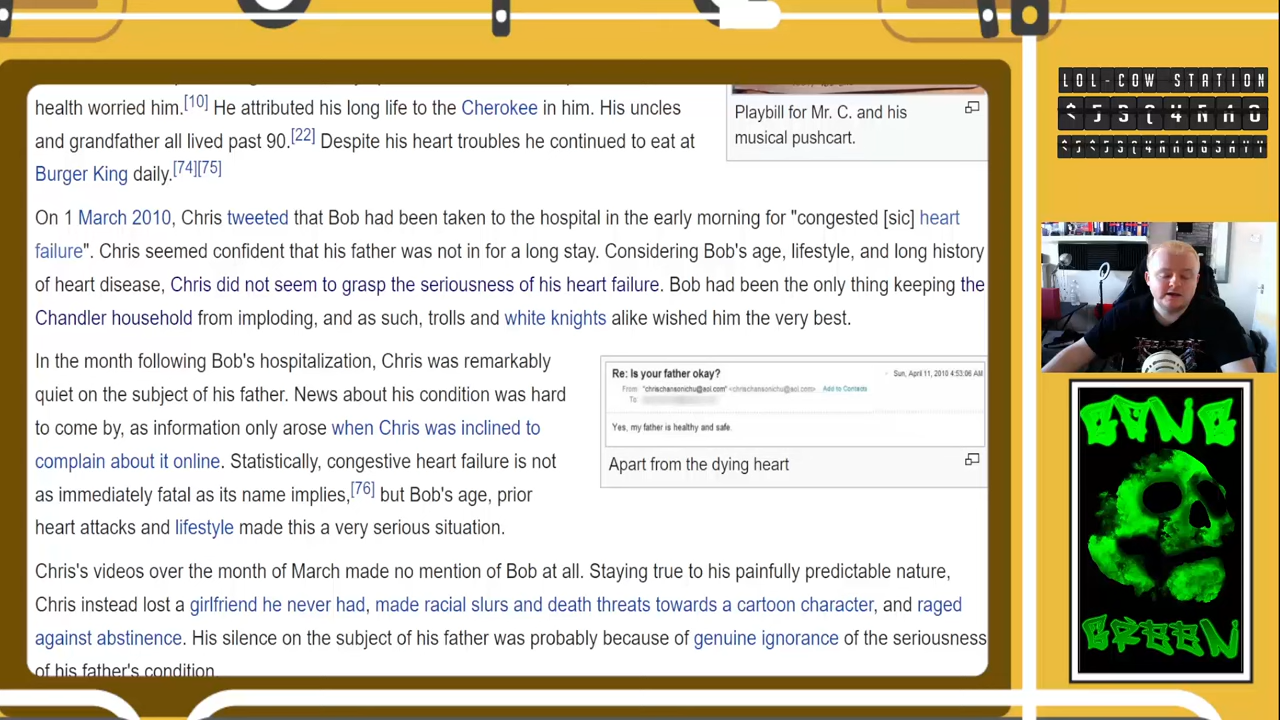 health worried him.[10] He attributed his long life to the Cherokee in him. His uncles
and grandfather all lived past 90.[22] Despite his heart troubles he continued to eat at
Burger King daily.[74][75]
Playbill for Mr. C. and his
musical pushcart.
On 1 March 2010, Chris tweeted that Bob had been taken to the hospital in the early morning for "congested [sic] heart
failure". Chris seemed confident that his father was not in for a long stay. Considering Bob's age, lifestyle, and long history
of heart disease, Chris did not seem to grasp the seriousness of his heart failure. Bob had been the only thing keeping the
Chandler household from imploding, and as such, trolls and white knights alike wished him the very best.
In the month following Bob's hospitalization, Chris was remarkably
quiet on the subject of his father. News about his condition was hard
to come by, as information only arose when Chris was inclined to
complain about it online. Statistically, congestive heart failure is not
as immediately fatal as its name implies,[76] but Bob's age, prior
heart attacks and lifestyle made this a very serious situation.
Re: Is your father okay?
Sun, April 11, 2010 4:53:06 AM
From: "chrischansonichu@aol.com" <chrischansonichu@aol.com>
Add to Contacts
To:
Yes, my father is healthy and safe.
Apart from the dying heart
Chris's videos over the month of March made no mention of Bob at all. Staying true to his painfully predictable nature,
Chris instead lost a girlfriend he never had, made racial slurs and death threats towards a cartoon character, and raged
against abstinence. His silence on the subject of his father was probably because of genuine ignorance of the seriousness
of his father's condition
LOL-COW STATION
GANG
GREEN